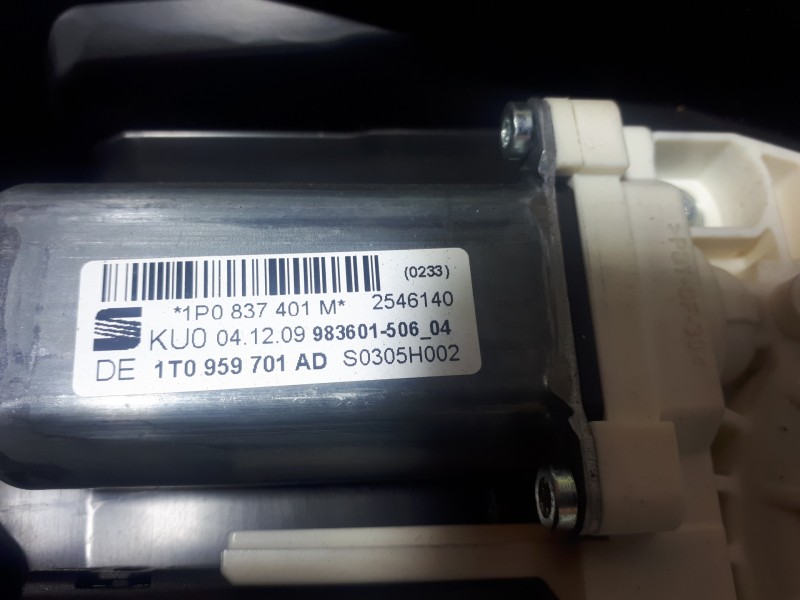 (0233)
*1P0 837 401 M* 2546140
KU0 04.12.09 983601-506_04
DE 1T0 959 701 AD S0305H002